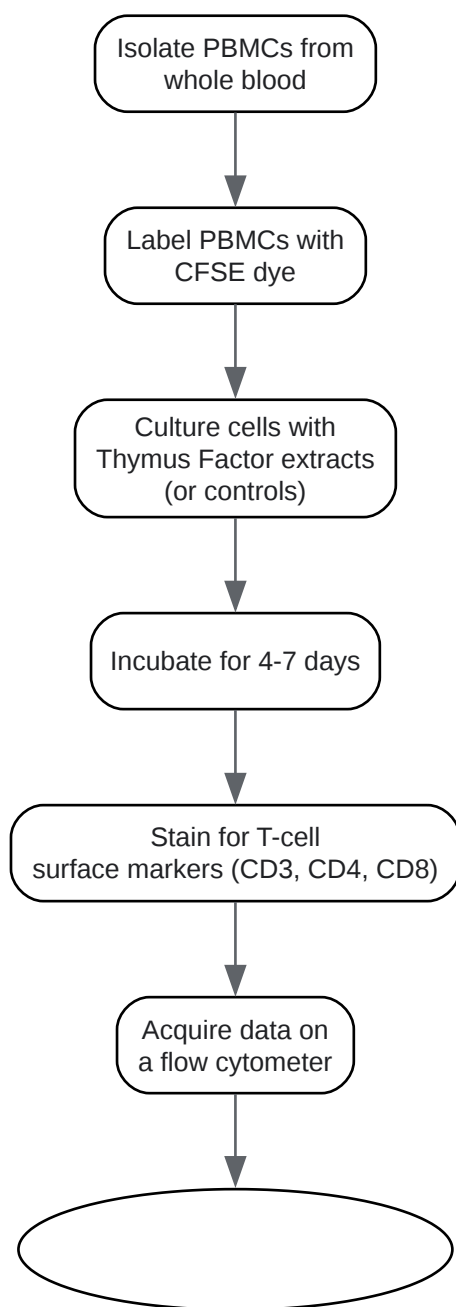 Isolate PBMCs from
whole blood
Label PBMCs with
CFSE dye
Culture cells with
Thymus Factor extracts
(or controls)
Incubate for 4-7 days
Stain for T-cell
surface markers (CD3, CD4, CD8)
Acquire data on
a flow cytometer